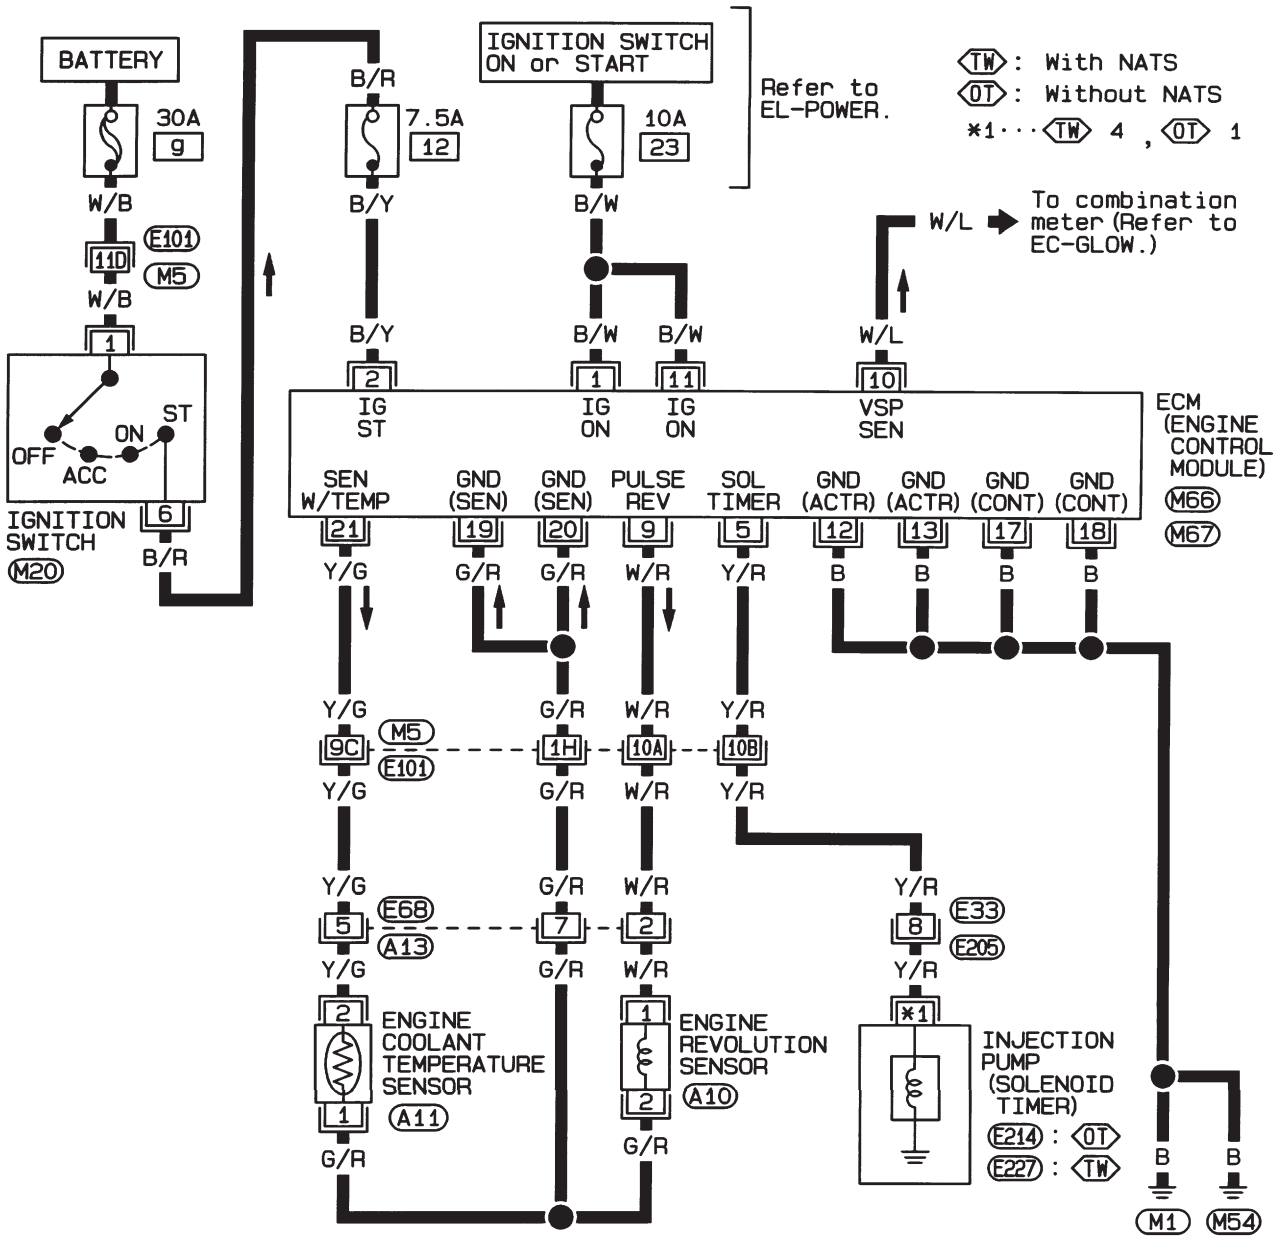 BATTERY
30A
9
W/B
11D
E101
M5
W/B
1
OFF
ACC
ON
ST
6
IGNITION
SWITCH
M20
B/R
B/R
7.5A
12
B/Y
B/Y
2
IGNITION SWITCH
ON or START
10A
23
B/W
B/W
B/W
1
11
Refer to
EL-POWER.
TW : With NATS
OT : Without NATS
*1··· TW 4 , OT 1
W/L
To combination
meter (Refer to
EC-GLOW.)
W/L
10
IG
ST
IG
ON
IG
ON
VSP
SEN
ECM
(ENGINE
CONTROL
MODULE)
M66
M67
SEN
W/TEMP
GND
(SEN)
GND
(SEN)
PULSE
REV
SOL
TIMER
GND
(ACTR)
GND
(ACTR)
GND
(CONT)
GND
(CONT)
21
19
20
9
5
12
13
17
18
Y/G
G/R
G/R
W/R
Y/R
B
B
B
B
Y/G
G/R
W/R
Y/R
9C
M5
E101
1H
10A
10B
Y/G
G/R
W/R
Y/R
Y/G
G/R
W/R
Y/R
5
E68
A13
7
2
8
E33
E205
Y/G
G/R
W/R
Y/R
2
1
*1
ENGINE
COOLANT
TEMPERATURE
SENSOR
A11
1
ENGINE
REVOLUTION
SENSOR
A10
2
INJECTION
PUMP
(SOLENOID
TIMER)
E214 : OT
E227 : TW
G/R
G/R
B
B
M1
M54